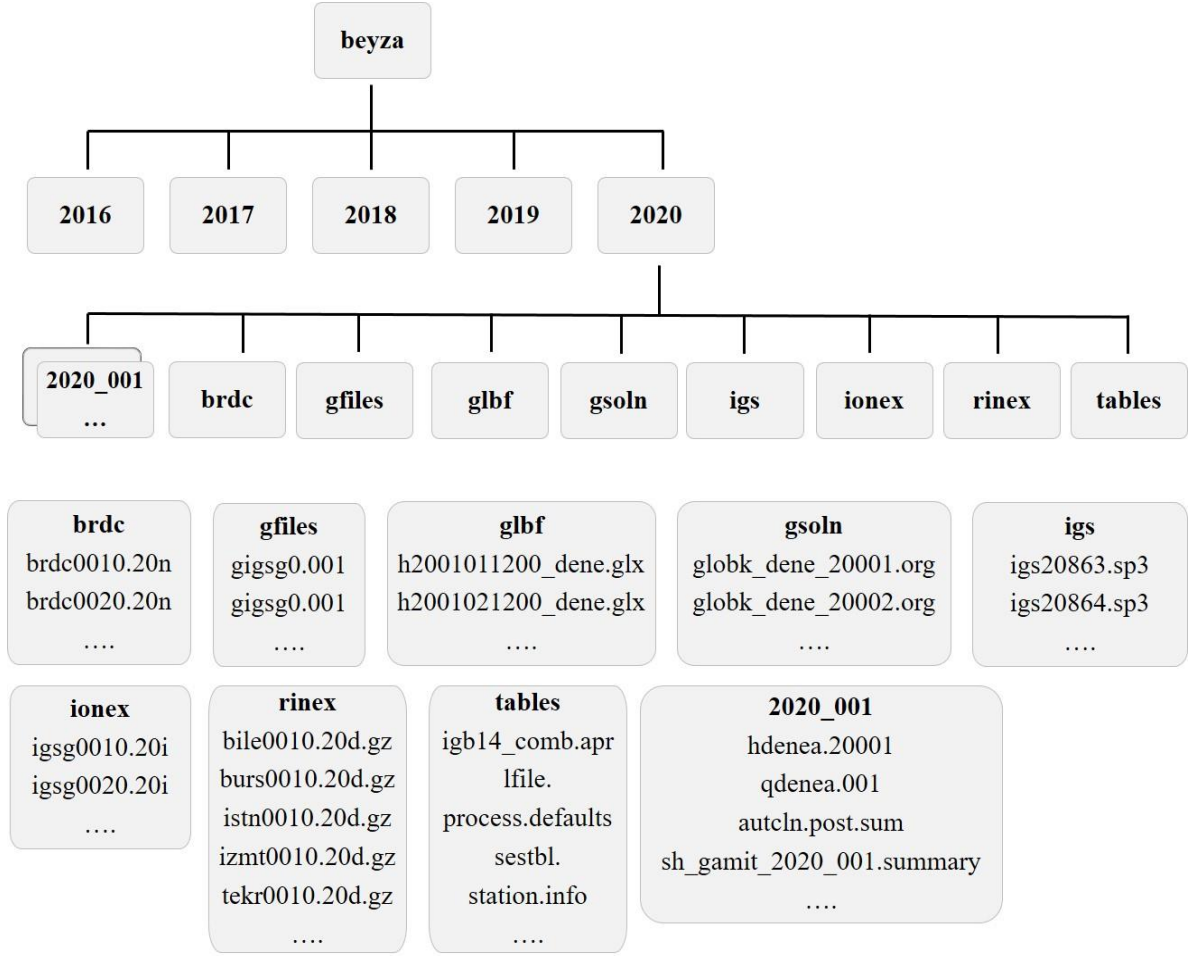 beyza
2016
2017
2018
2019
2020
2020_001
...
brdc
gfiles
glbf
gsoln
igs
ionex
rinex
tables
brdc
brdc0010.20n
brdc0020.20n
....
gfiles
gigsg0.001
gigsg0.001
....
glbf
h2001011200_dene.glx
h2001021200_dene.glx
....
gsoln
globk_dene_20001.org
globk_dene_20002.org
....
igs
igs20863.sp3
igs20864.sp3
....
ionex
igsg0010.20i
igsg0020.20i
....
rinex
bile0010.20d.gz
burs0010.20d.gz
istn0010.20d.gz
izmt0010.20d.gz
tekr0010.20d.gz
....
tables
igb14_comb.apr
lfile.
process.defaults
sestbl.
station.info
....
2020_001
hdenea.20001
qdenea.001
autcln.post.sum
sh_gamit_2020_001.summary
....